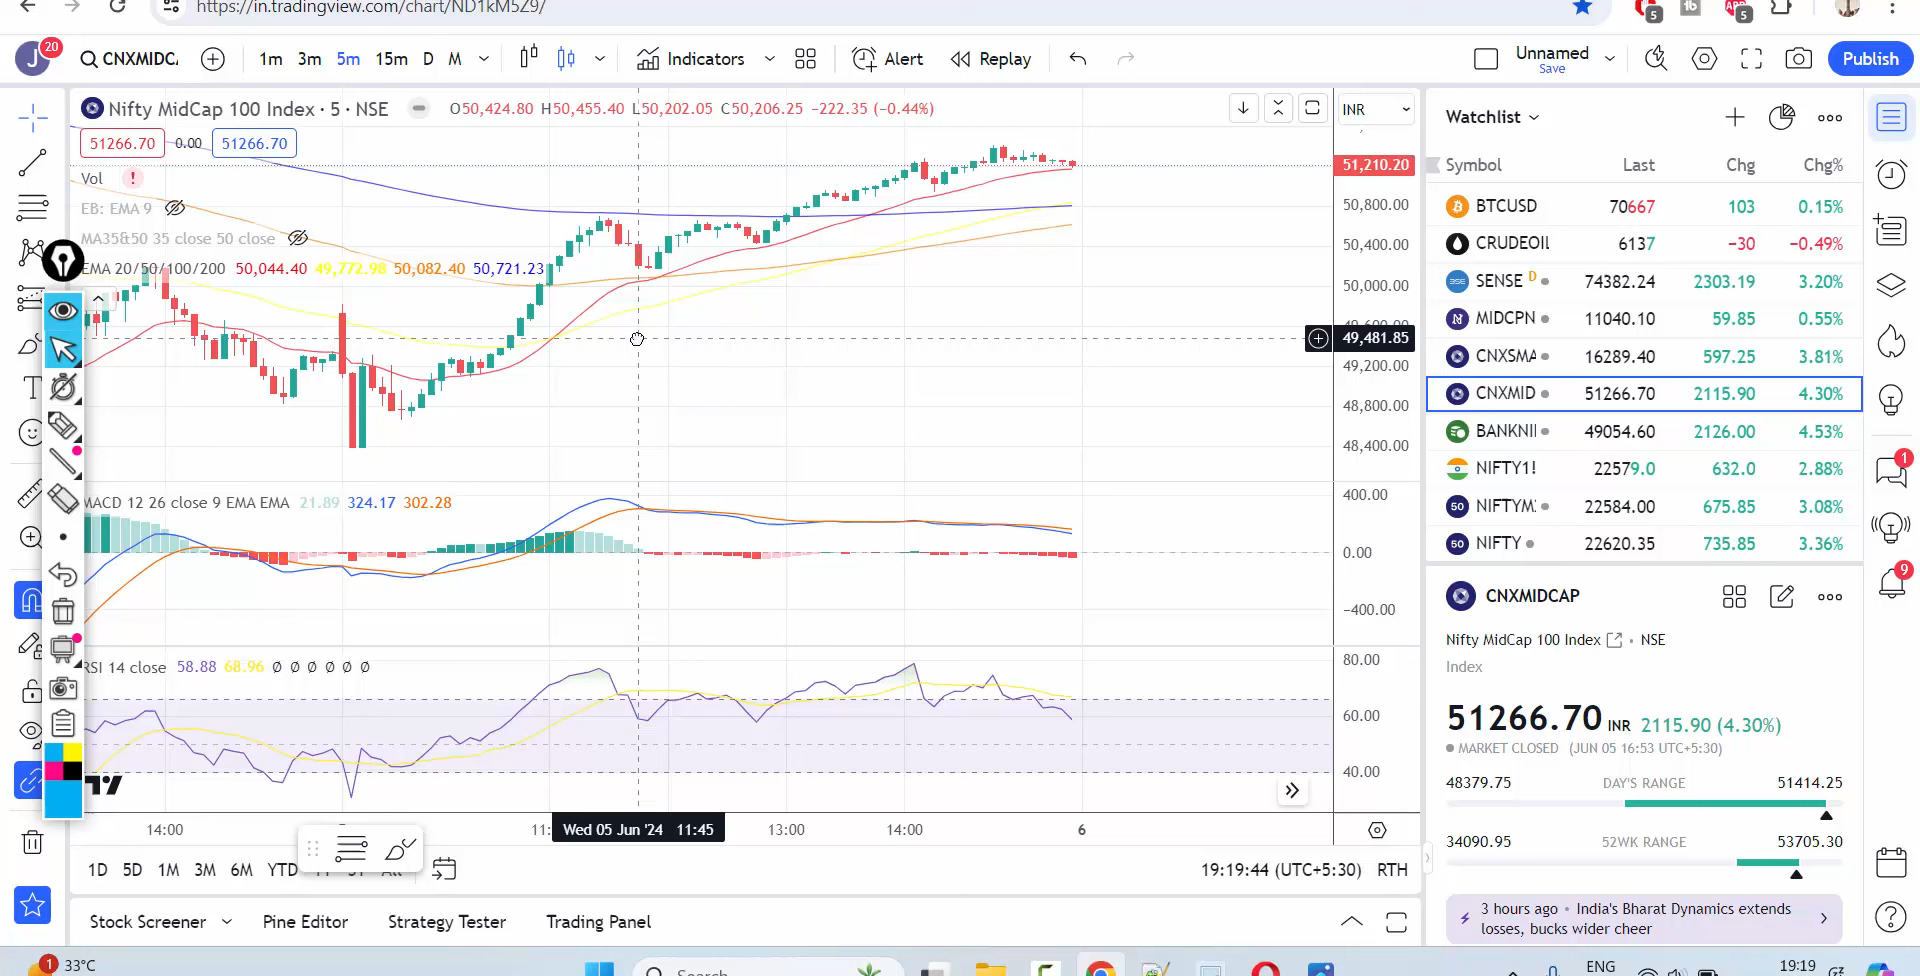 https://in.tradingview.com/chart/ND1kM5Z9/
5
5
J
20
CNXMIDC
1m 3m 5m 15m D M
Indicators
Alert
Replay
Unnamed
Save
Publish
Nifty MidCap 100 Index · 5 · NSE
O50,424.80 H50,455.40 L50,202.05 C50,206.25 −222.35 (−0.44%)
INR
51266.70 0.00 51266.70
Vol !
EB: EMA 9
MA35&50 35 close 50 close
EMA 20/50/100/200 50,044.40 49,772.98 50,082.40 50,721.23
51,210.20
50,800.00
50,400.00
50,000.00
49,481.85
49,200.00
48,800.00
48,400.00
MACD 12 26 close 9 EMA EMA 21.89 324.17 302.28
400.00
0.00
−400.00
RSI 14 close 58.88 68.96 Ø Ø Ø Ø Ø Ø
80.00
60.00
40.00
14:00
11:
Wed 05 Jun '24 11:45
13:00
14:00
6
1D 5D 1M 3M 6M YTD
19:19:44 (UTC+5:30) RTH
Stock Screener
Pine Editor
Strategy Tester
Trading Panel
Watchlist
Symbol Last Chg Chg%
BTCUSD 70667 103 0.15%
CRUDEOIL 6137 −30 −0.49%
SENSE D 74382.24 2303.19 3.20%
MIDCPN 11040.10 59.85 0.55%
CNXSMA 16289.40 597.25 3.81%
CNXMID 51266.70 2115.90 4.30%
BANKNI 49054.60 2126.00 4.53%
NIFTY1! 22579.0 632.0 2.88%
50 NIFTYM 22584.00 675.85 3.08%
50 NIFTY 22620.35 735.85 3.36%
CNXMIDCAP
Nifty MidCap 100 Index • NSE
Index
51266.70 INR 2115.90 (4.30%)
MARKET CLOSED (JUN 05 16:53 UTC+5:30)
48379.75 DAY'S RANGE 51414.25
34090.95 52WK RANGE 53705.30
3 hours ago • India's Bharat Dynamics extends
losses, bucks wider cheer
1
9
1
33°C
Search
ENG
19:19